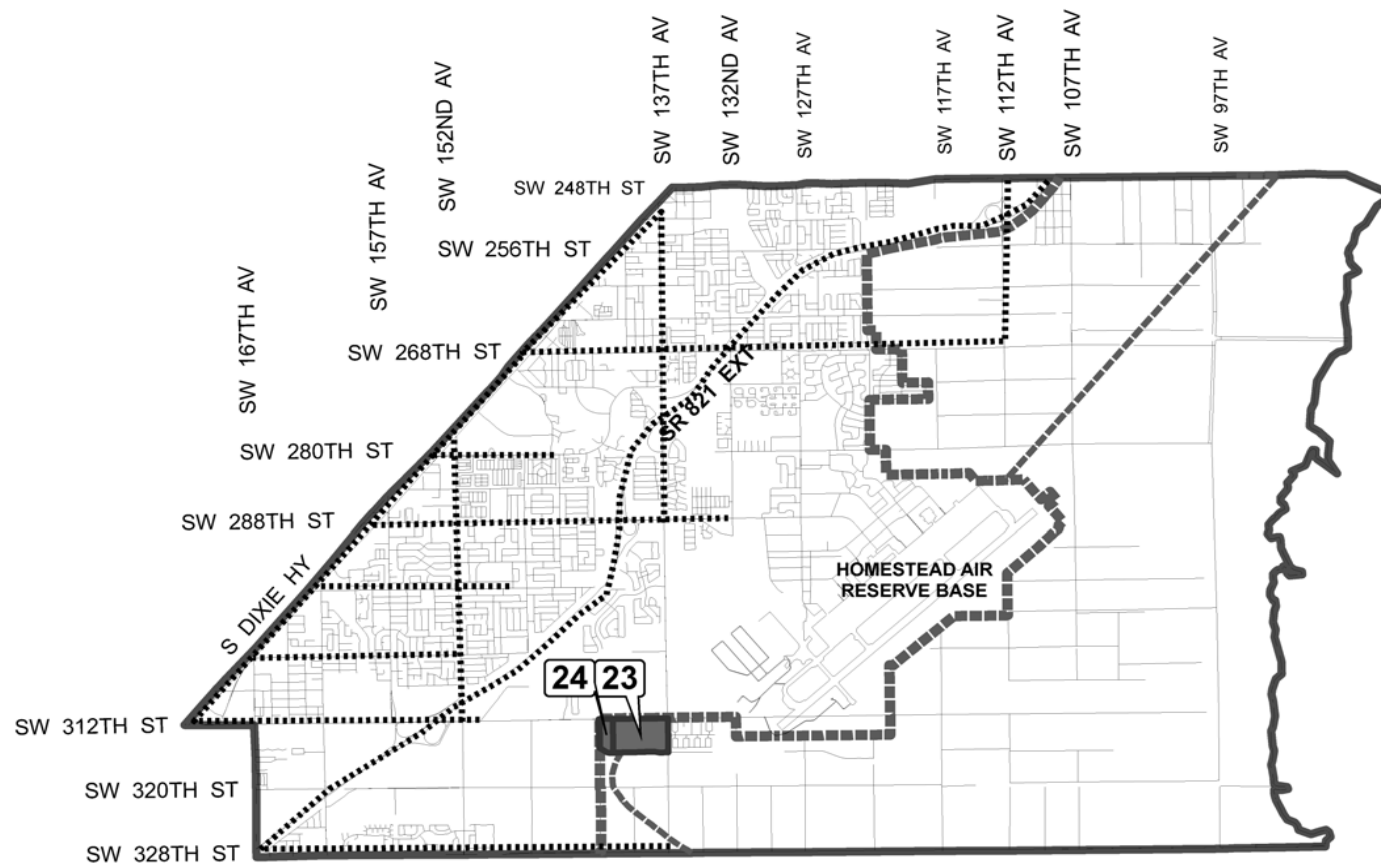 SW 137TH AV
SW 132ND AV
SW 127TH AV
SW 117TH AV
SW 112TH AV
SW 107TH AV
SW 97TH AV
SW 152ND AV
SW 157TH AV
SW 167TH AV
SW 248TH ST
SW 256TH ST
SW 268TH ST
SR 821 EXT
SW 280TH ST
SW 288TH ST
S DIXIE HY
HOMESTEAD AIR
RESERVE BASE
24 23
SW 312TH ST
SW 320TH ST
SW 328TH ST